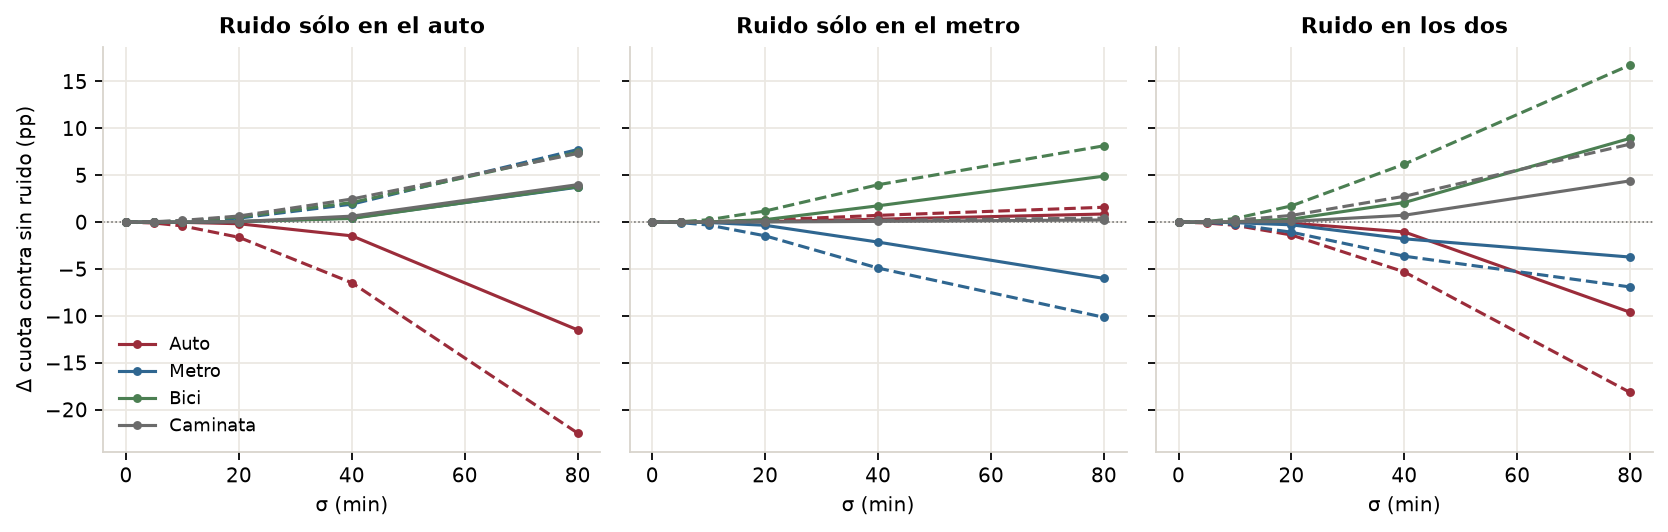 Ruido sólo en el auto
Ruido sólo en el metro
Ruido en los dos
Δ cuota contra sin ruido (pp)
15
10
5
0
−5
−10
−15
−20
Auto
Metro
Bici
Caminata
0 20 40 60 80
σ (min)
0 20 40 60 80
σ (min)
0 20 40 60 80
σ (min)